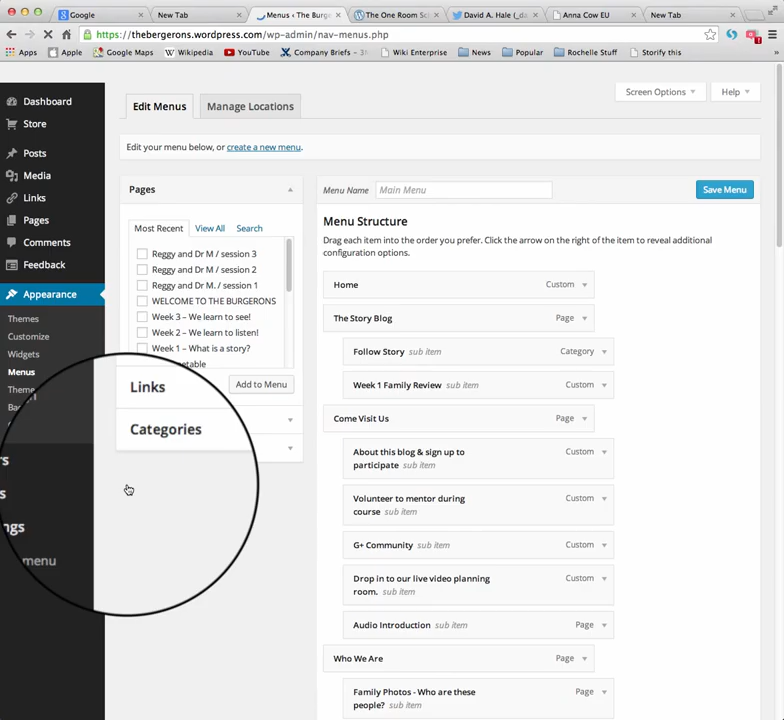 Google
New Tab
Menus ‹ The Burge
The One Room Sc
David A. Hale (_da
Anna Cow EU
New Tab
https://thebergerons.wordpress.com/wp-admin/nav-menus.php
Apps
Apple
Google Maps
Wikipedia
YouTube
Company Briefs – 3
Wiki Enterprise
News
Popular
Rochelle Stuff
Storify this
Screen Options
Help
Dashboard
Store
Posts
Media
Links
Pages
Comments
Feedback
Appearance
Themes
Customize
Widgets
Menus
Theme
Edit Menus
Manage Locations
Edit your menu below, or create a new menu.
Pages
Most Recent
View All
Search
Reggy and Dr M / session 3
Reggy and Dr M / session 2
Reggy and Dr M. / session 1
WELCOME TO THE BURGERONS
Week 3 – We learn to see!
Week 2 – We learn to listen!
Week 1 – What is a story?
Add to Menu
Links
Categories
menu
Menu Name
Main Menu
Save Menu
Menu Structure
Drag each item into the order you prefer. Click the arrow on the right of the item to reveal additional
configuration options.
Home
Custom
The Story Blog
Page
Follow Story sub item
Category
Week 1 Family Review sub item
Custom
Come Visit Us
Page
About this blog & sign up to
participate sub item
Custom
Volunteer to mentor during
course sub item
Custom
G+ Community sub item
Custom
Drop in to our live video planning
room. sub item
Custom
Audio Introduction sub item
Page
Who We Are
Page
Family Photos - Who are these
people? sub item
Page